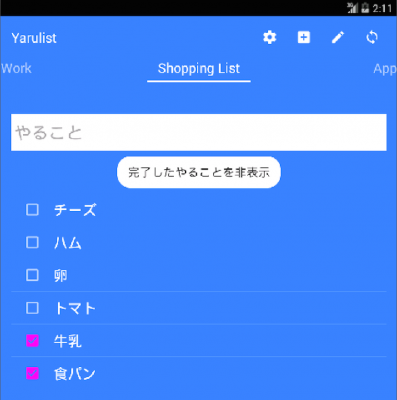 3G 2:11
Yarulist
Work Shopping List App
やること
完了したやることを非表示
チーズ
ハム
卵
トマト
牛乳
食パン